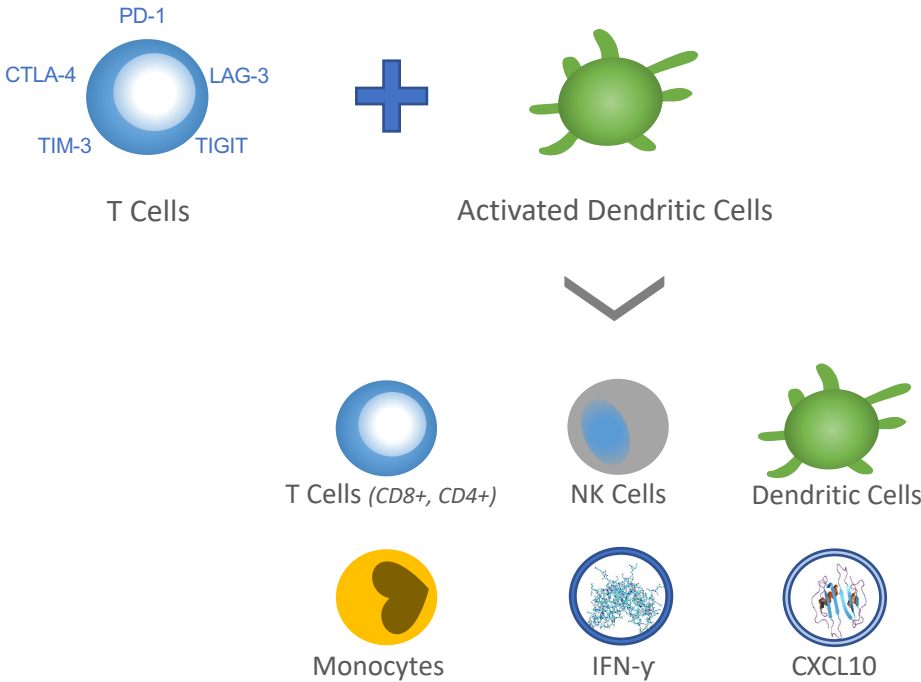 PD-1
CTLA-4
LAG-3
TIM-3
TIGIT
T Cells
Activated Dendritic Cells
T Cells (CD8+, CD4+)
NK Cells
Dendritic Cells
Monocytes
IFN-γ
CXCL10